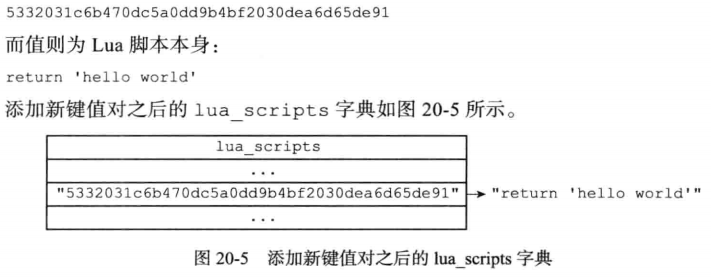 5332031c6b470dc5a0dd9b4bf2030dea6d65de91
而值则为 Lua 脚本本身：
return 'hello world'
添加新键值对之后的 lua_scripts 字典如图 20-5 所示。
lua_scripts
...
"5332031c6b470dc5a0dd9b4bf2030dea6d65de91" → "return 'hello world'"
...
图 20-5 添加新键值对之后的 lua_scripts 字典